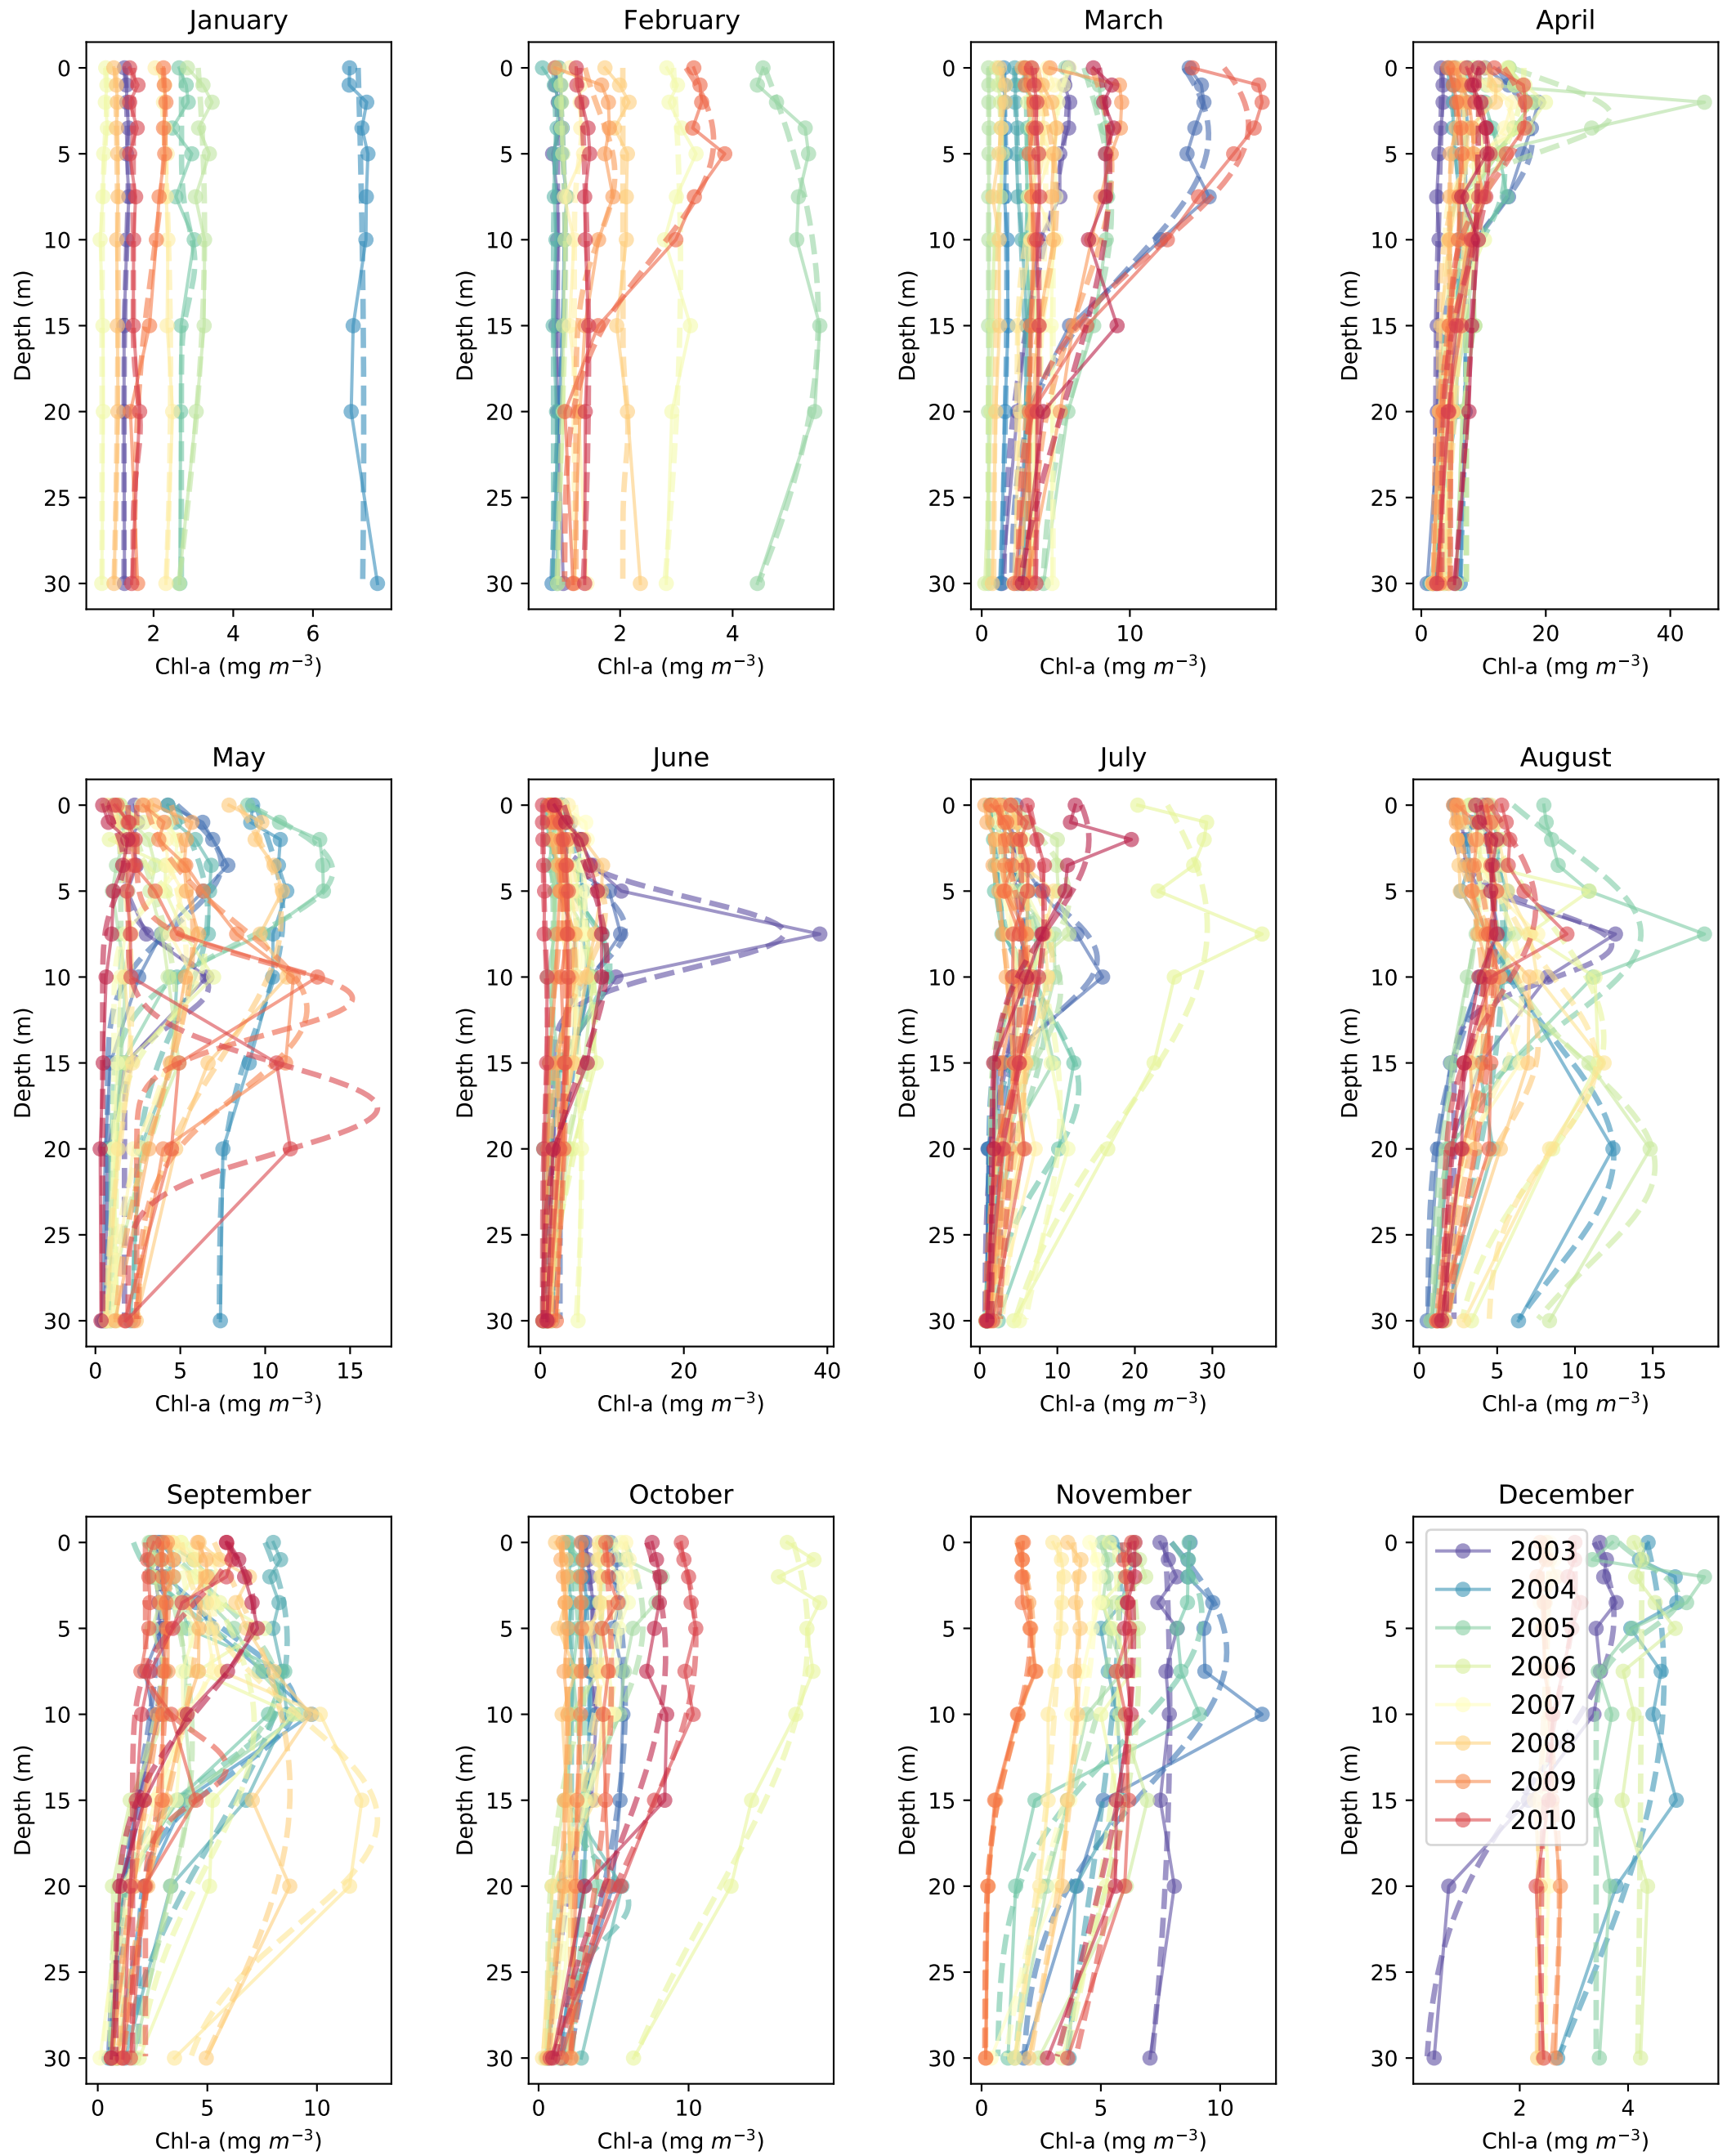 January
February
March
April
0
0
0
0
5
5
5
5
10
10
10
10
Depth (m)
Depth (m)
Depth (m)
Depth (m)
15
15
15
15
20
20
20
20
25
25
25
25
30
30
30
30
2 4 6
2 4
0 10
0 20 40
Chl-a (mg m⁻³)
Chl-a (mg m⁻³)
Chl-a (mg m⁻³)
Chl-a (mg m⁻³)
May
June
July
August
0
0
0
0
5
5
5
5
10
10
10
10
Depth (m)
Depth (m)
Depth (m)
Depth (m)
15
15
15
15
20
20
20
20
25
25
25
25
30
30
30
30
0 5 10 15
0 20 40
0 10 20 30
0 5 10 15
Chl-a (mg m⁻³)
Chl-a (mg m⁻³)
Chl-a (mg m⁻³)
Chl-a (mg m⁻³)
September
October
November
December
0
0
0
0
2003
2004
5
5
5
5
2005
2006
10
10
10
10
2007
2008
Depth (m)
Depth (m)
Depth (m)
Depth (m)
2009
15
15
15
15
2010
20
20
20
20
25
25
25
25
30
30
30
30
0 5 10
0 10
0 5 10
2 4
Chl-a (mg m⁻³)
Chl-a (mg m⁻³)
Chl-a (mg m⁻³)
Chl-a (mg m⁻³)